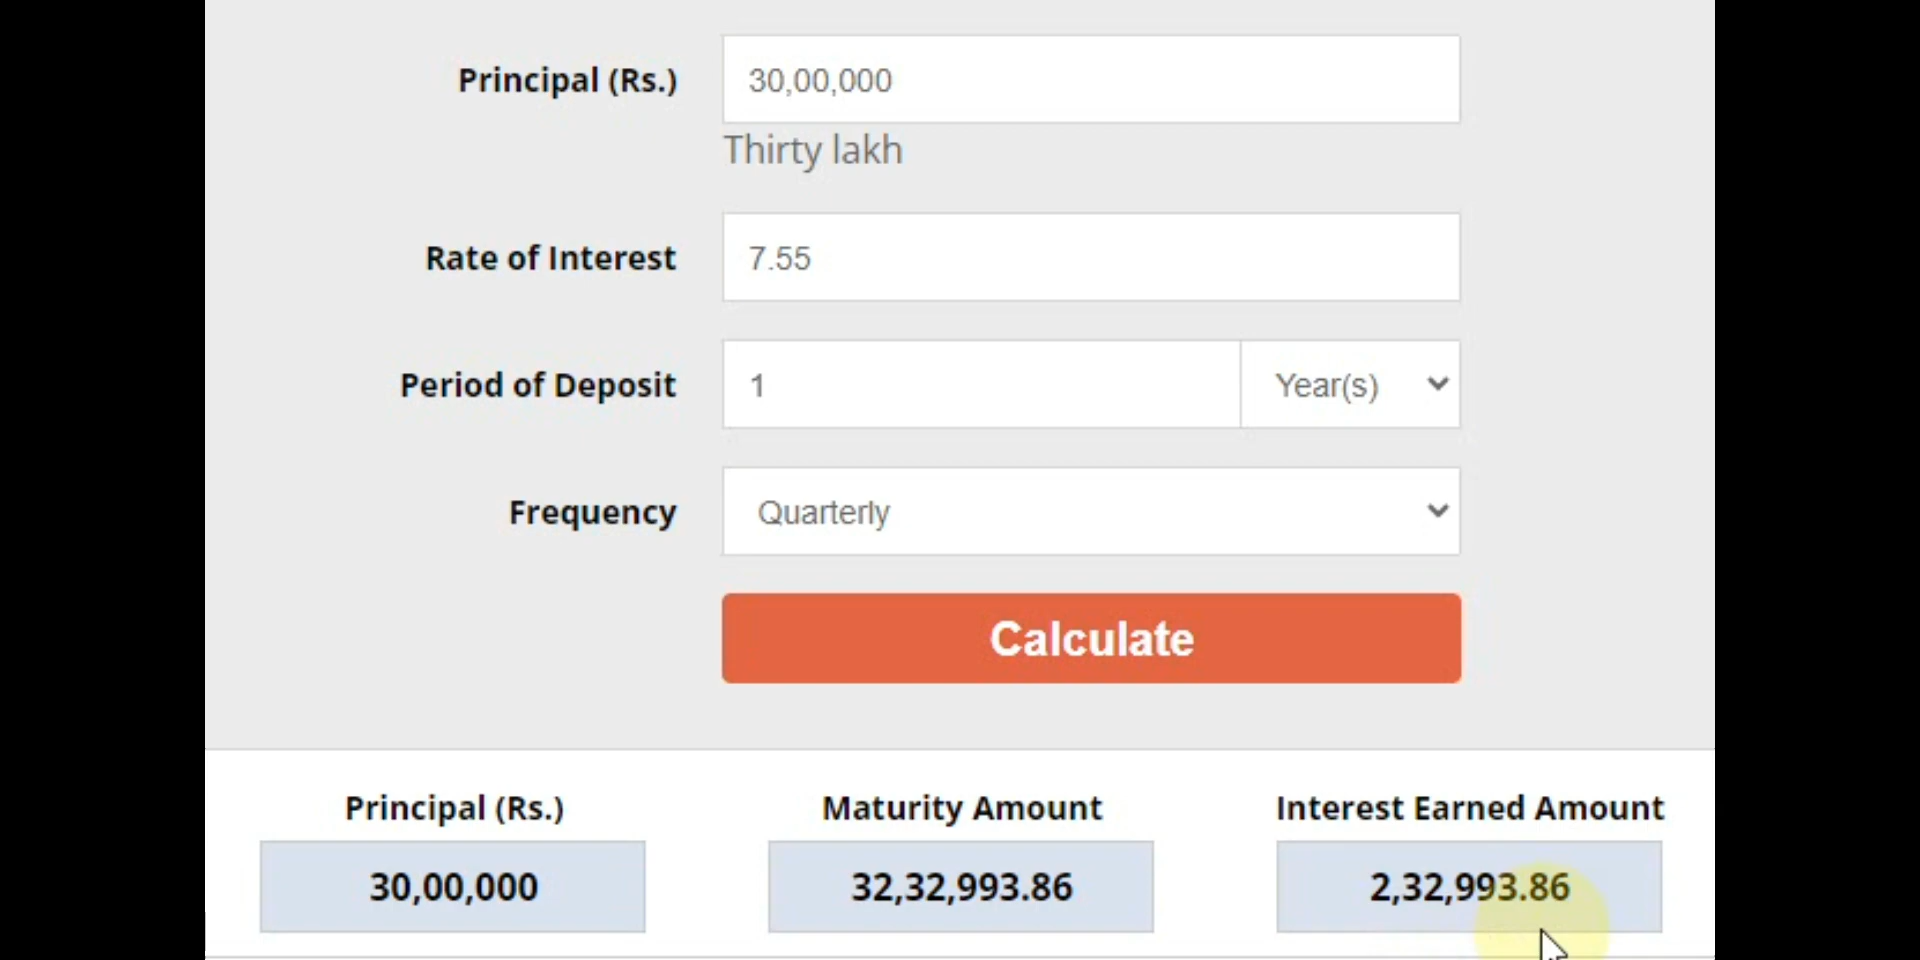 Principal (Rs.) 30,00,000
Thirty lakh
Rate of Interest 7.55
Period of Deposit 1 Year(s)
Frequency Quarterly
Calculate
Principal (Rs.) Maturity Amount Interest Earned Amount
30,00,000 32,32,993.86 2,32,993.86